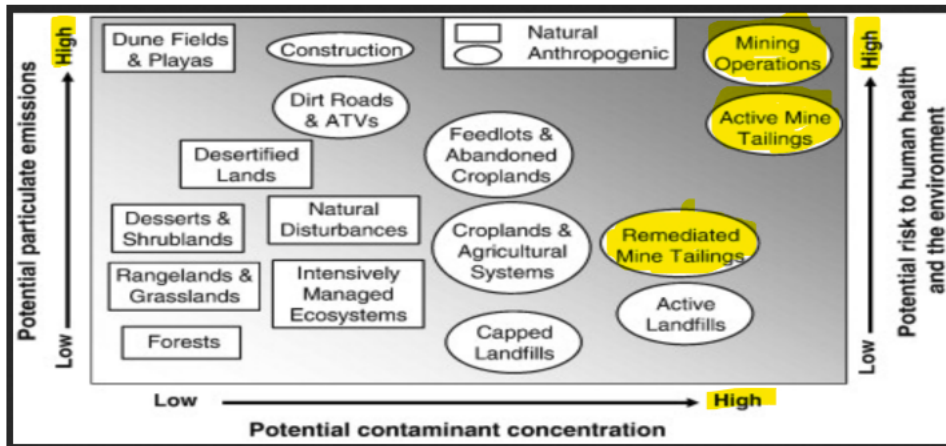 Potential particulate emissions
High
Low
Dune Fields
& Playas
Construction
Natural
Anthropogenic
Mining
Operations
Dirt Roads
& ATVs
Active Mine
Tailings
Feedlots &
Abandoned
Croplands
Desertified
Lands
Desserts &
Shrublands
Natural
Disturbances
Croplands &
Agricultural
Systems
Remediated
Mine Tailings
Rangelands &
Grasslands
Intensively
Managed
Ecosystems
Active
Landfills
Forests
Capped
Landfills
High
Low
Potential risk to human health
and the environment
Low
High
Potential contaminant concentration